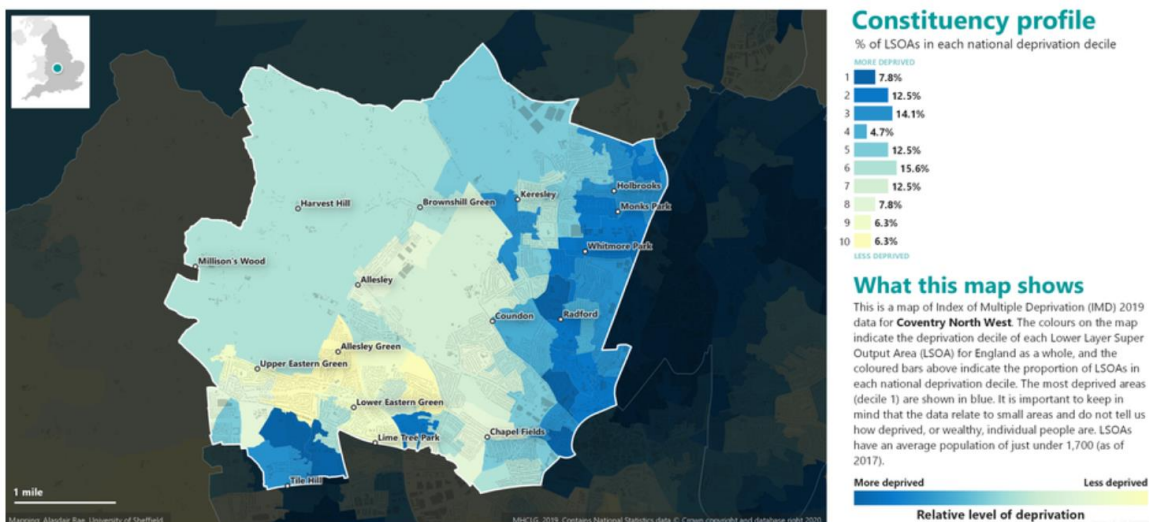 Constituency profile
% of LSOAs in each national deprivation decile
MORE DEPRIVED
1 7.8%
2 12.5%
3 14.1%
4 4.7%
5 12.5%
6 15.6%
7 12.5%
8 7.8%
9 6.3%
10 6.3%
LESS DEPRIVED
What this map shows
This is a map of Index of Multiple Deprivation (IMD) 2019
data for Coventry North West. The colours on the map
indicate the deprivation decile of each Lower Layer Super
Output Area (LSOA) for England as a whole, and the
coloured bars above indicate the proportion of LSOAs in
each national deprivation decile. The most deprived areas
(decile 1) are shown in blue. It is important to keep in
mind that the data relate to small areas and do not tell us
how deprived, or wealthy, individual people are. LSOAs
have an average population of just under 1,700 (as of
2017).
More deprived Less deprived
Relative level of deprivation
Holbrooks
Keresley
Harvest Hill
Brownshill Green
Monks Park
Whitmore Park
Millison's Wood
Allesley
Coundon
Radford
Allesley Green
Upper Eastern Green
Lower Eastern Green
Chapel Fields
Lime Tree Park
Tile Hill
1 mile
Mapping: Alasdair Rae, University of Sheffield
MHCLG, 2019. Contains National Statistics data © Crown copyright and database right 2020